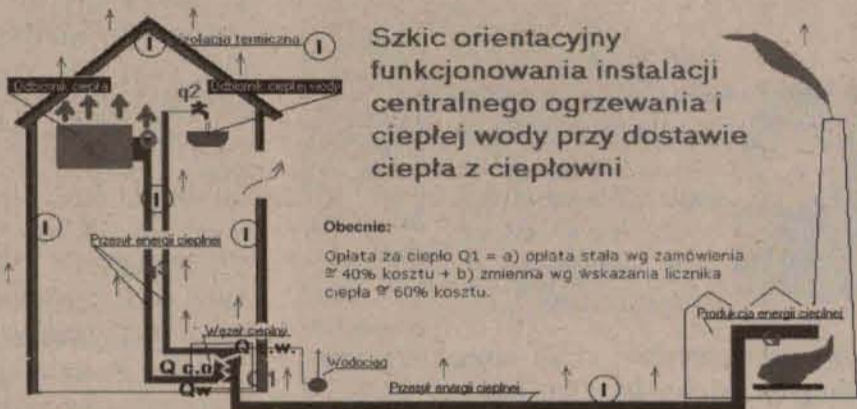 Szkic orientacyjny
funkcjonowania instalacji
centralnego ogrzewania i
ciepłej wody przy dostawie
ciepła z ciepłowni
izolacja termiczna
I
I
Odbiornik ciepła
Odbiornik ciepłej wody
q2
I
I
I
Przesył energii cieplnej
Obecnie:
Opłata za ciepło Q1 = a) opłata stała wg zamówienia
≅ 40% kosztu + b) zmienna wg wskazania licznika
ciepła ≅ 60% kosztu.
Produkcja energii cieplnej
Węzeł cieplny
Q c.w.
Q c.o.
Qw
Wodociąg
Przesył energii cieplnej
I